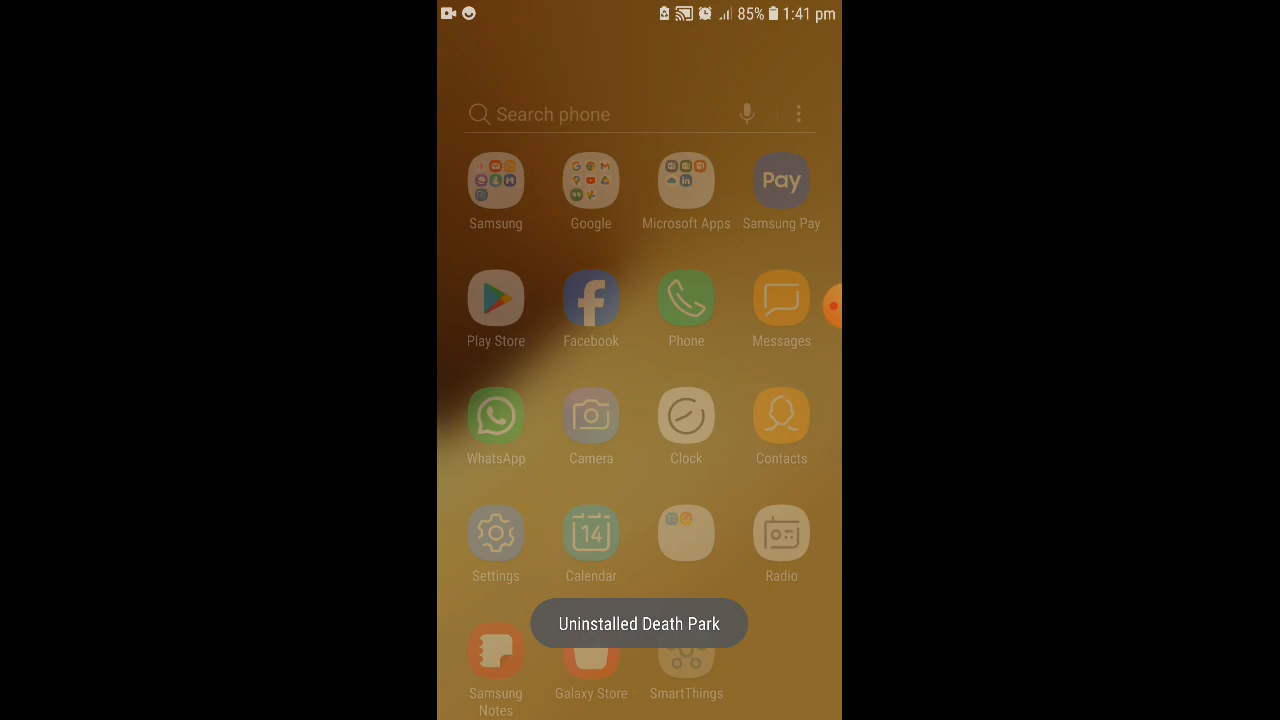 85% 1:41 pm
Search phone
Pay
Samsung Google Microsoft Apps Samsung Pay
Play Store Facebook Phone Messages
WhatsApp Camera Clock Contacts
14
Settings Calendar Radio
Uninstalled Death Park
Samsung Galaxy Store SmartThings
Notes